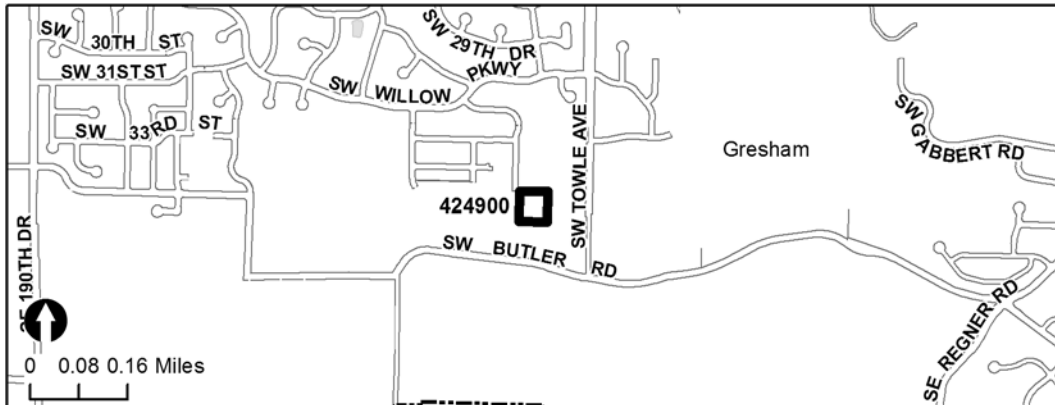 SW 30TH ST
SW 29TH DR
PKWY
SW 31ST ST
SW WILLOW
SW 33RD ST
SW TOWLE AVE
Gresham
SW GABBERT RD
424900
SW BUTLER RD
SE 190TH DR
SE REGNER RD
0 0.08 0.16 Miles